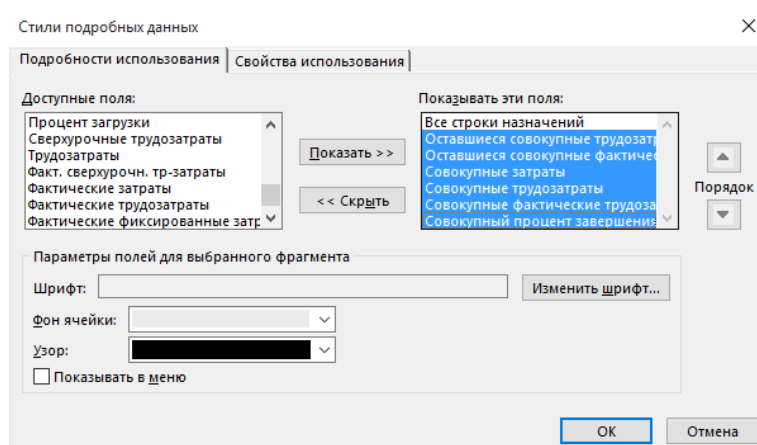 Стили подробных данных
Подробности использования
Свойства использования
Доступные поля:
Процент загрузки
Сверхурочные трудозатраты
Трудозатраты
Факт. сверхурочн. тр-затраты
Фактические затраты
Фактические трудозатраты
Фактические фиксированные затр
Показать >>
<< Скрыть
Показывать эти поля:
Все строки назначений
Оставшиеся совокупные трудозатр
Оставшиеся совокупные фактичес
Совокупные затраты
Совокупные трудозатраты
Совокупные фактические трудоза
Совокупный процент завершения
Порядок
Параметры полей для выбранного фрагмента
Шрифт:
Изменить шрифт...
Фон ячейки:
Узор:
Показывать в меню
OK
Отмена